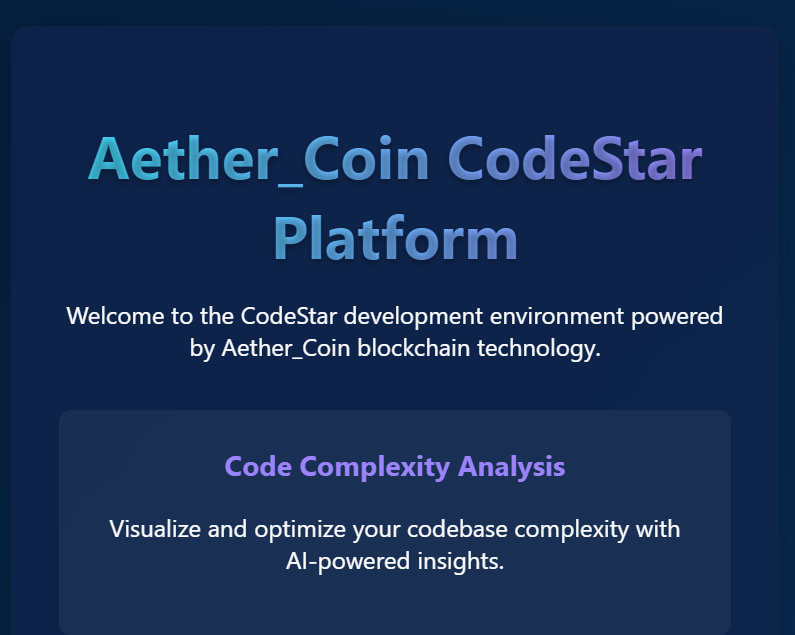 Aether_Coin CodeStar
Platform
Welcome to the CodeStar development environment powered
by Aether_Coin blockchain technology.
Code Complexity Analysis
Visualize and optimize your codebase complexity with
AI-powered insights.